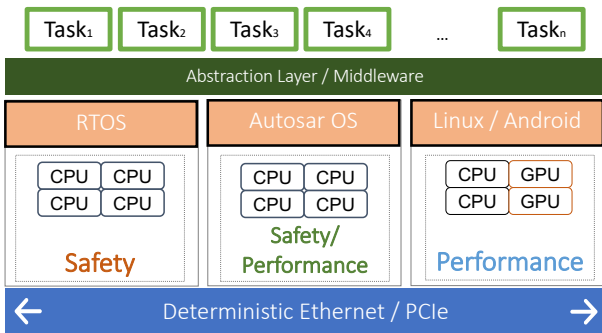 Task₁ Task₂ Task₃ Task₄ ... Taskₙ
Abstraction Layer / Middleware
RTOS Autosar OS Linux / Android
CPU CPU CPU CPU CPU GPU
CPU CPU CPU CPU CPU GPU
Safety Safety/ Performance
Performance
Deterministic Ethernet / PCIe